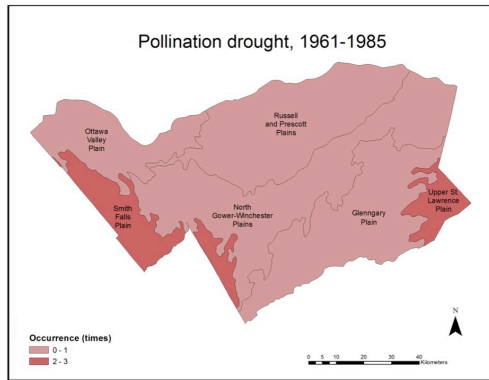 Pollination drought, 1961-1985
Ottawa
Valley
Plain
Russell
and Prescott
Plains
Smith
Falls
Plain
North
Gower-Winchester
Plains
Glenngary
Plain
Upper St.
Lawrence
Plain
N
Occurrence (times)
0 - 1
2 - 3
0 5 10 20 30 40
Kilometers